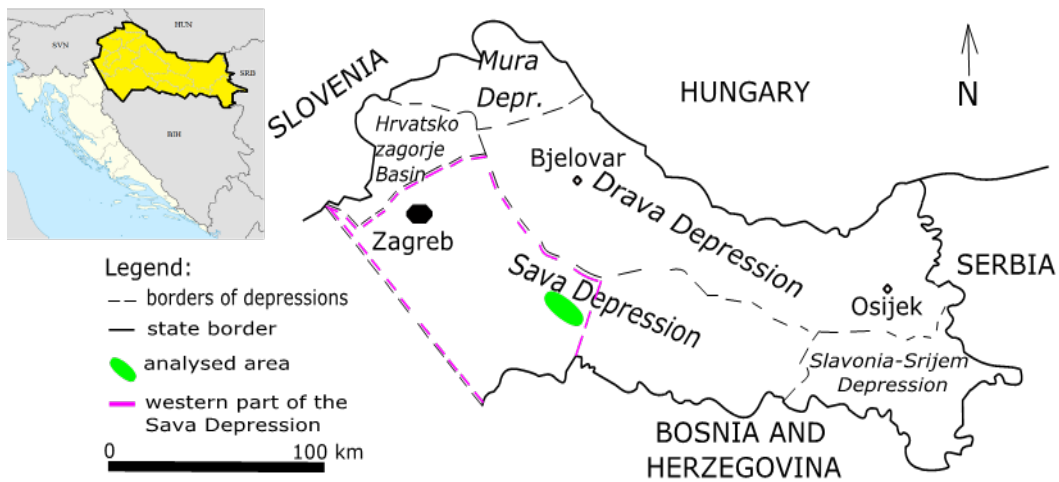 HUN
SVN
SRB
BIH
SLOVENIA
Mura
Depr.
HUNGARY
N
Hrvatsko
zagorje
Basin
Bjelovar
Drava Depression
Zagreb
Sava Depression
SERBIA
Osijek
Slavonia-Srijem
Depression
BOSNIA AND
HERZEGOVINA
Legend:
borders of depressions
state border
analysed area
western part of the
Sava Depression
0 100 km